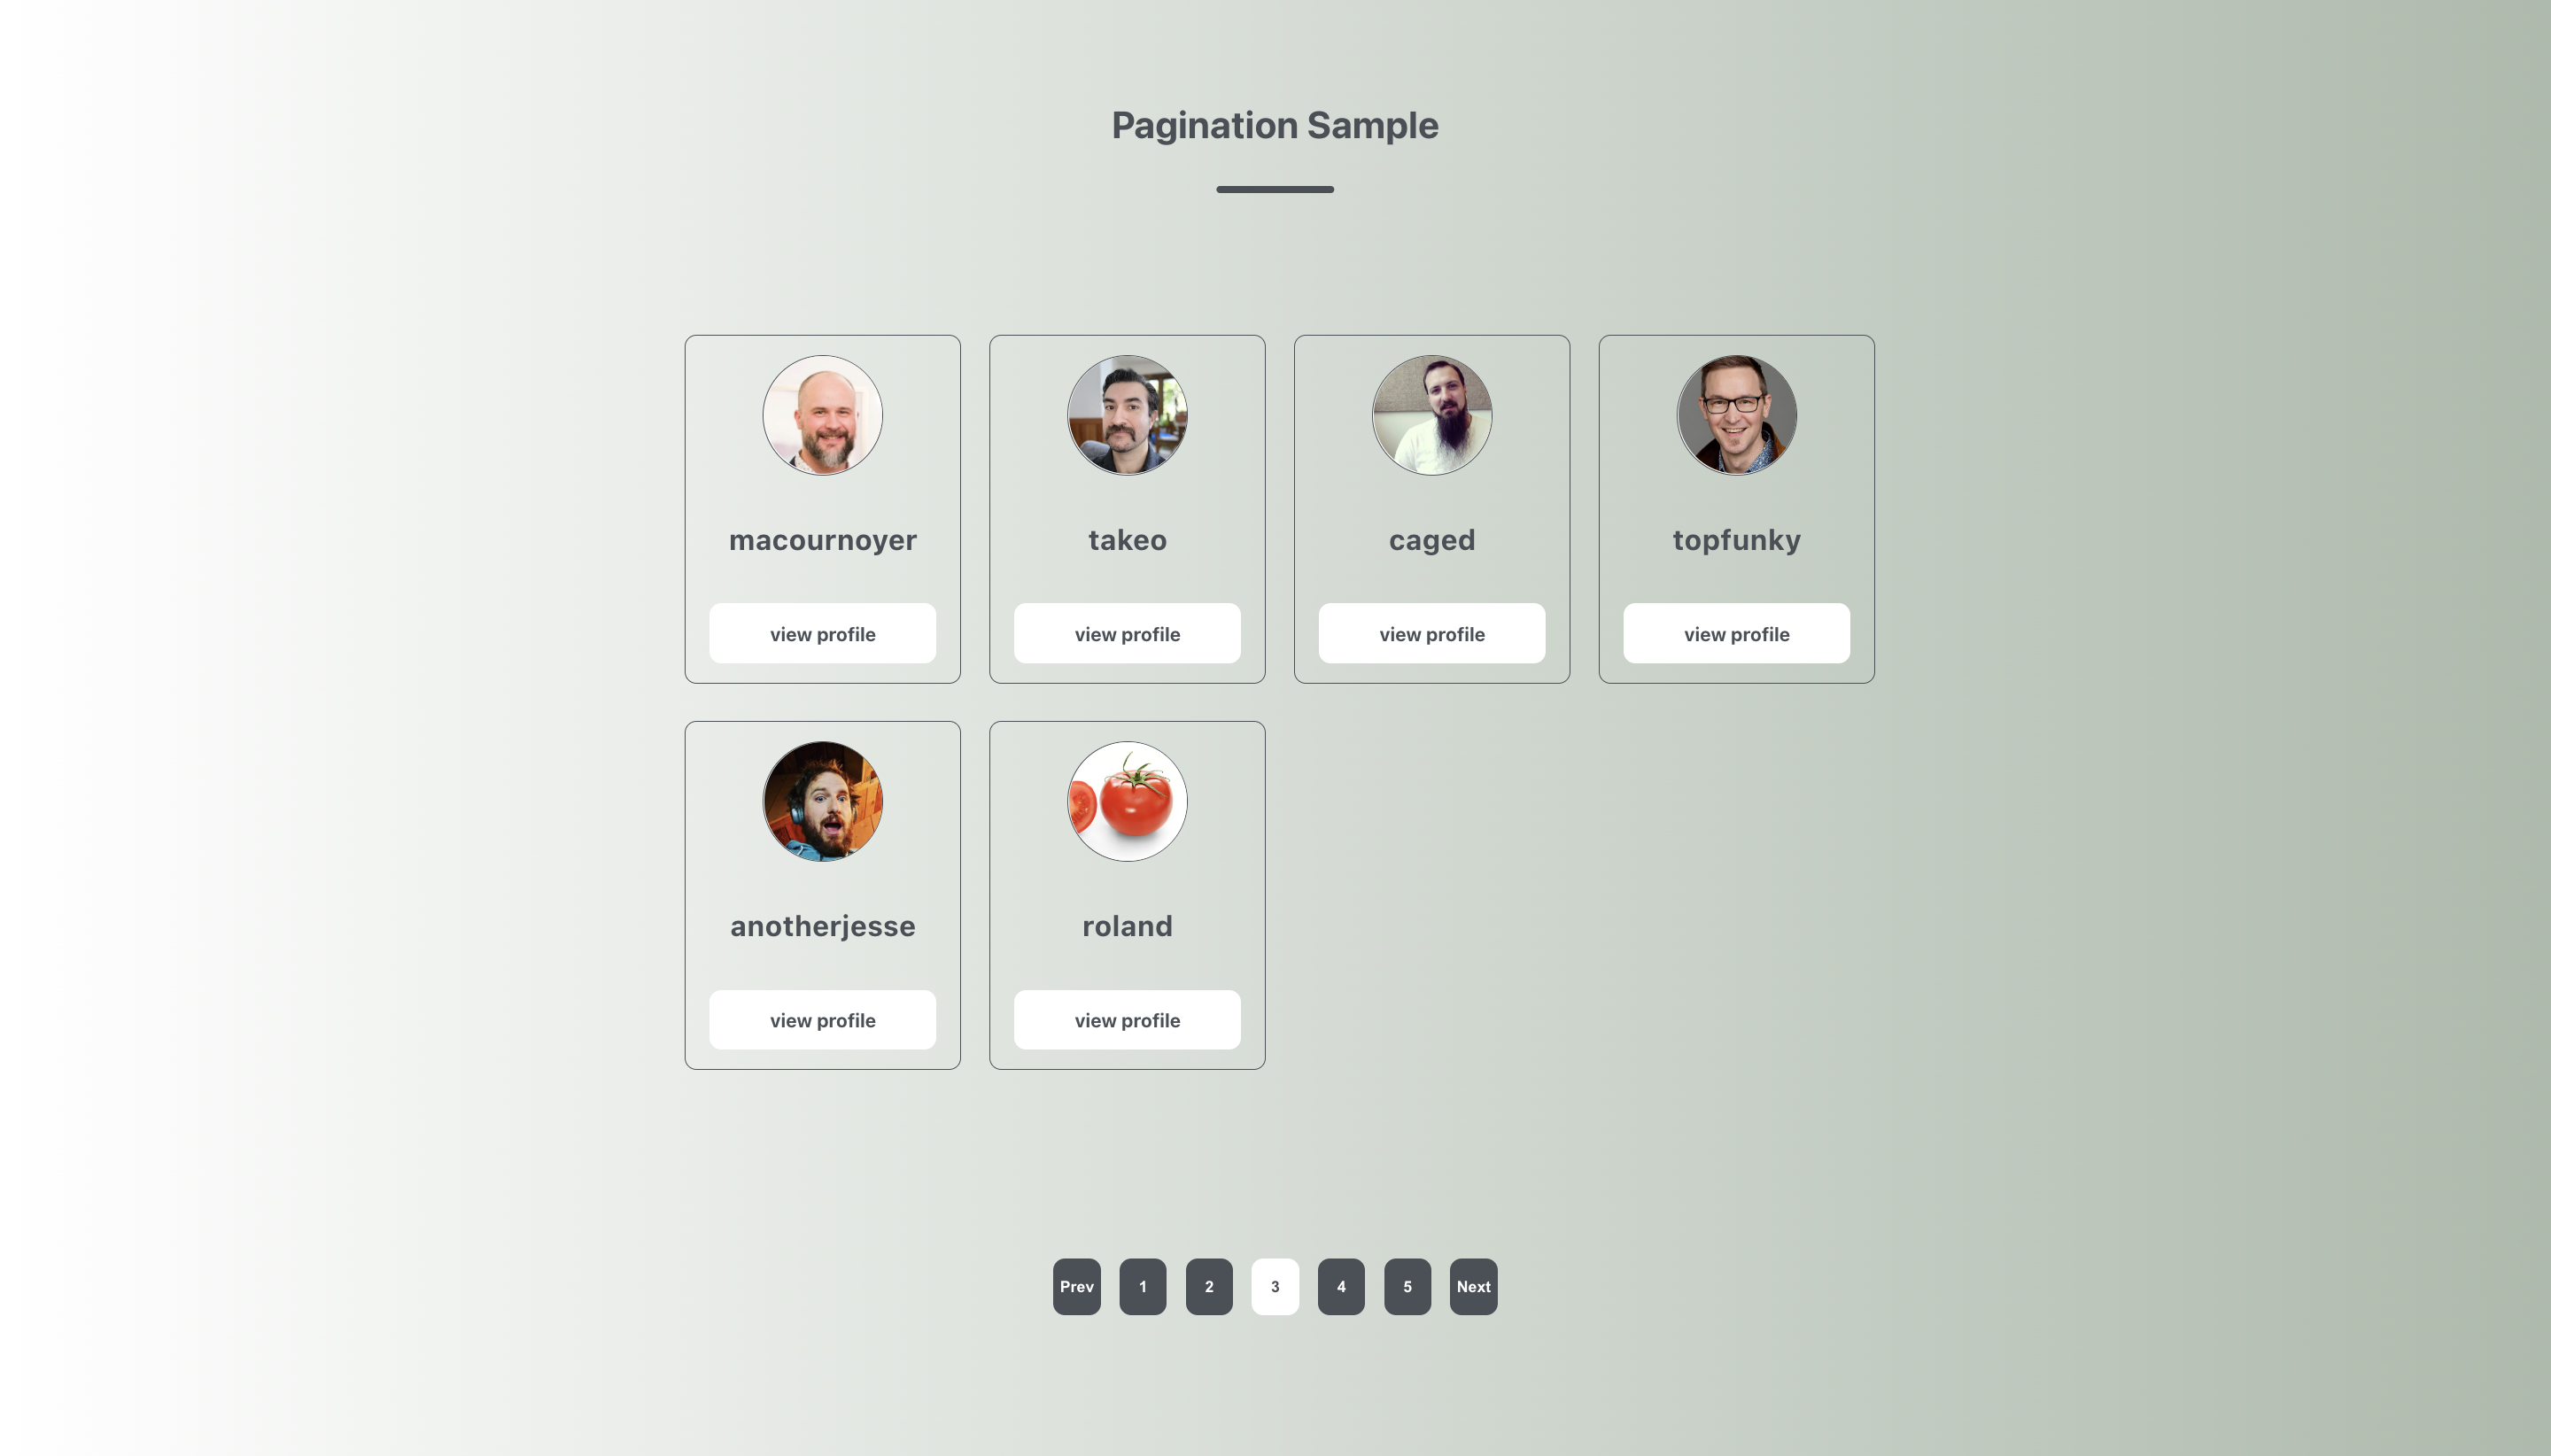 Pagination Sample
macournoyer
takeo
caged
topfunky
view profile
view profile
view profile
view profile
anotherjesse
roland
view profile
view profile
Prev
1
2
3
4
5
Next